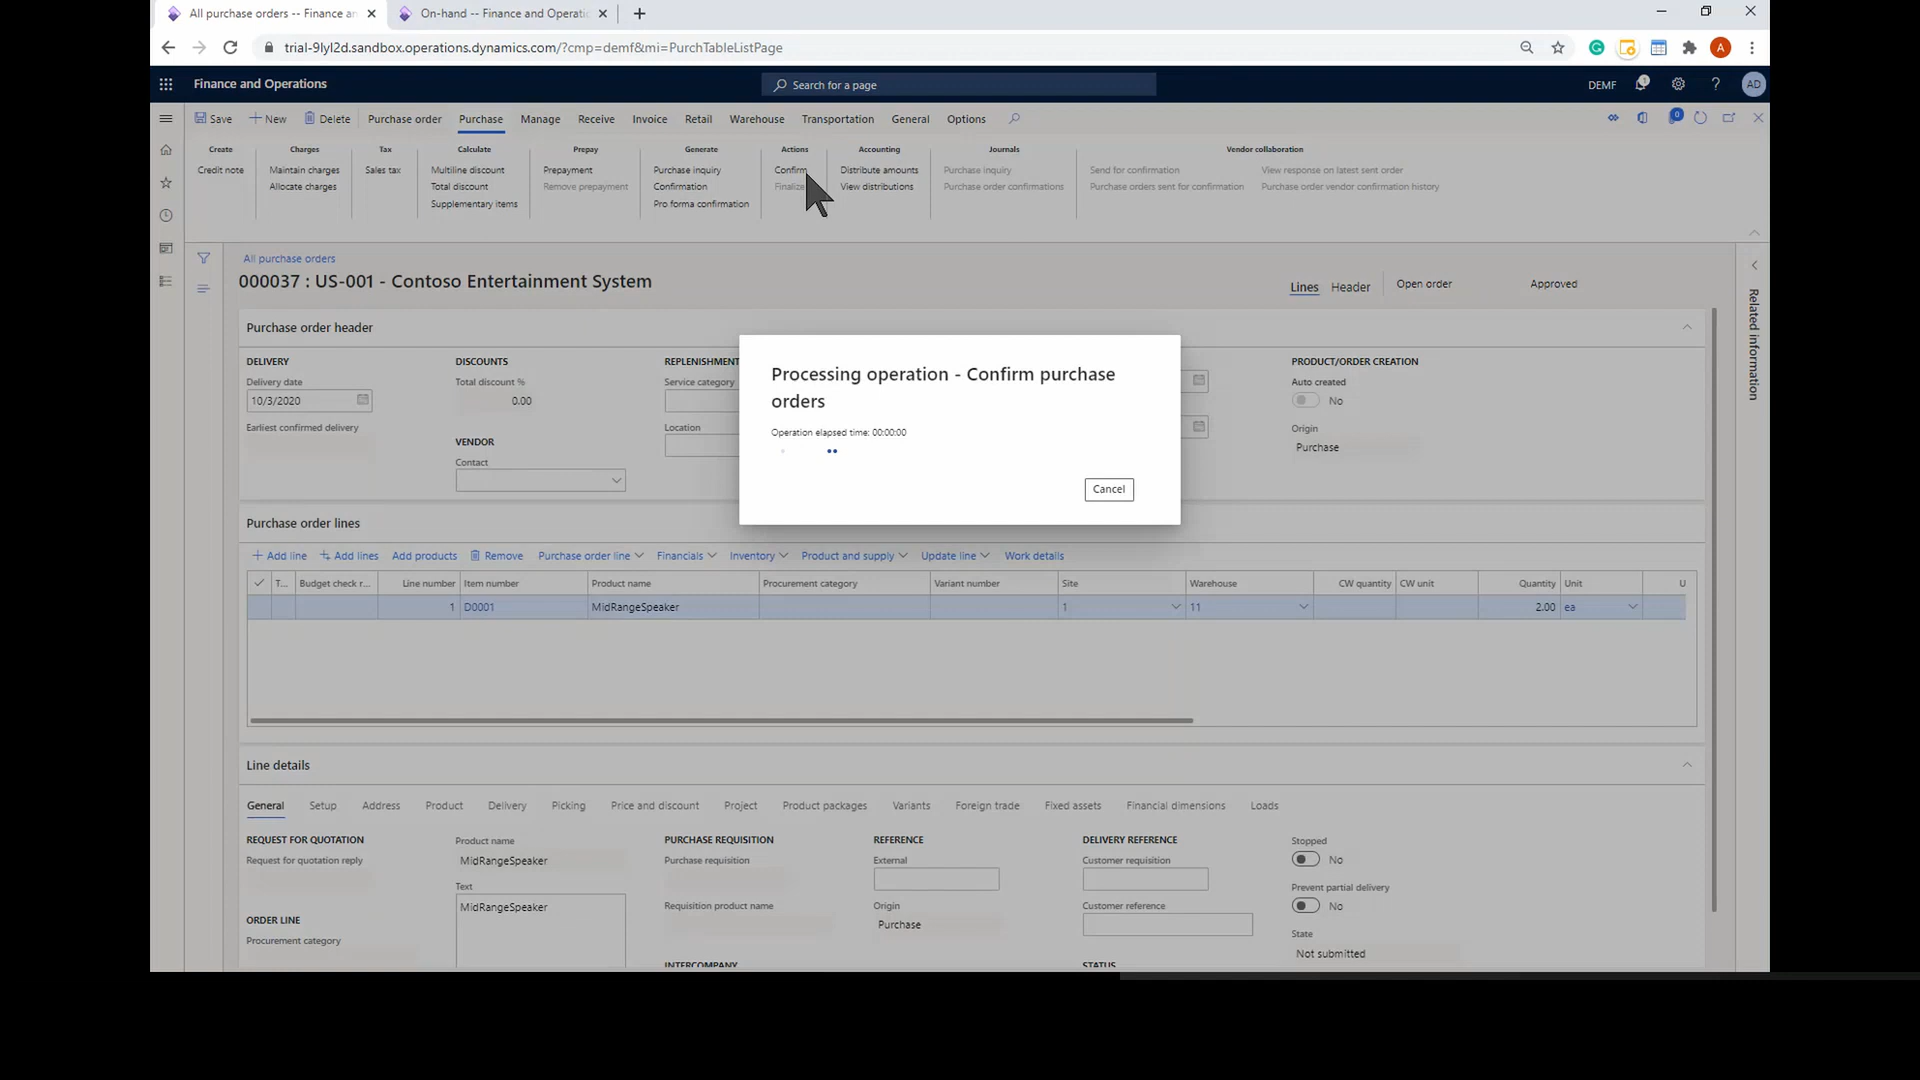 All purchase orders -- Finance an
On-hand -- Finance and Operati
trial-9lyl2d.sandbox.operations.dynamics.com/?cmp=demf&mi=PurchTableListPage
A
Finance and Operations
Search for a page
DEMF
1
?
AD
Save
New
Delete
Purchase order
Purchase
Manage
Receive
Invoice
Retail
Warehouse
Transportation
General
Options
0
Create
Credit note
Charges
Maintain charges
Allocate charges
Tax
Sales tax
Calculate
Multiline discount
Total discount
Supplementary items
Prepay
Prepayment
Remove prepayment
Generate
Purchase inquiry
Confirmation
Pro forma confirmation
Actions
Confirm
Finalize
Accounting
Distribute amounts
View distributions
Journals
Purchase inquiry
Purchase order confirmations
Vendor collaboration
Send for confirmation
Purchase orders sent for confirmation
View response on latest sent order
Purchase order vendor confirmation history
All purchase orders
000037 : US-001 - Contoso Entertainment System
Lines
Header
Open order
Approved
Related information
Purchase order header
DELIVERY
Delivery date
10/3/2020
Earliest confirmed delivery
DISCOUNTS
Total discount %
0.00
VENDOR
Contact
REPLENISHMENT
Service category
Location
PRODUCT/ORDER CREATION
Auto created
No
Origin
Purchase
Processing operation - Confirm purchase
orders
Operation elapsed time: 00:00:00
Cancel
Purchase order lines
Add line
Add lines
Add products
Remove
Purchase order line
Financials
Inventory
Product and supply
Update line
Work details
T... Budget check r... Line number Item number Product name Procurement category Variant number Site Warehouse CW quantity CW unit Quantity Unit U
1 D0001 MidRangeSpeaker 1 11 2.00 ea
Line details
General
Setup
Address
Product
Delivery
Picking
Price and discount
Project
Product packages
Variants
Foreign trade
Fixed assets
Financial dimensions
Loads
REQUEST FOR QUOTATION
Request for quotation reply
ORDER LINE
Procurement category
Product name
MidRangeSpeaker
Text
MidRangeSpeaker
PURCHASE REQUISITION
Purchase requisition
Requisition product name
INTERCOMPANY
REFERENCE
External
Origin
Purchase
DELIVERY REFERENCE
Customer requisition
Customer reference
STATUS
Stopped
No
Prevent partial delivery
No
State
Not submitted